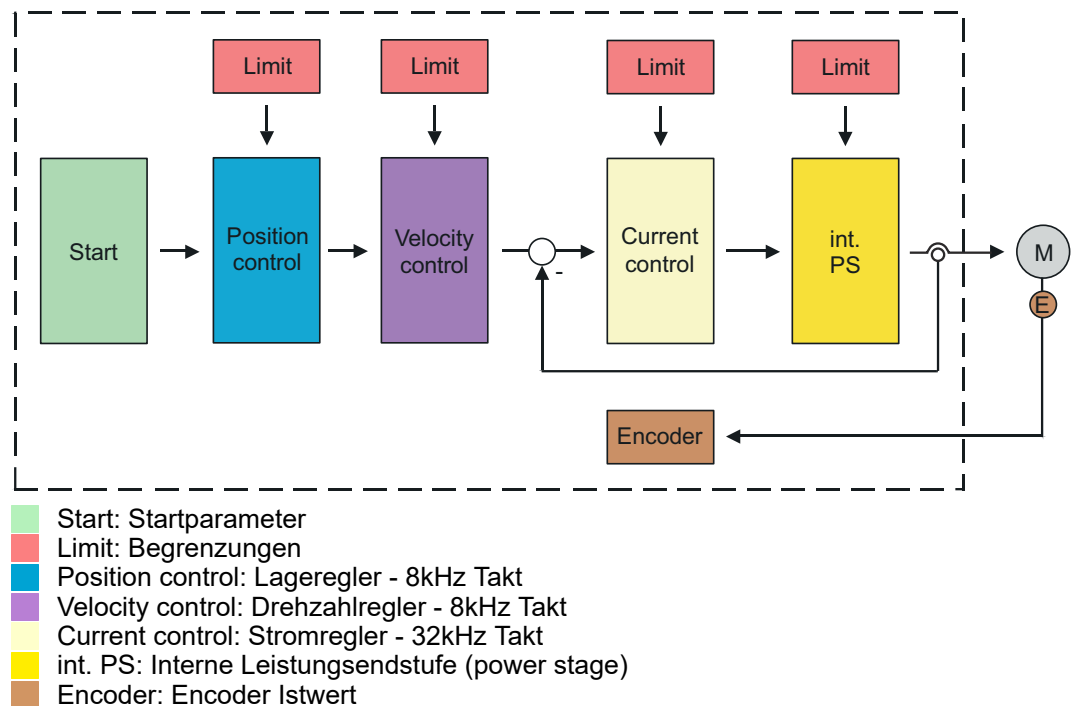 Limit Limit Limit Limit
Start
Position
control
Velocity
control
-
Current
control
int.
PS
M
E
Encoder
Start: Startparameter
Limit: Begrenzungen
Position control: Lageregler - 8kHz Takt
Velocity control: Drehzahlregler - 8kHz Takt
Current control: Stromregler - 32kHz Takt
int. PS: Interne Leistungsendstufe (power stage)
Encoder: Encoder Istwert